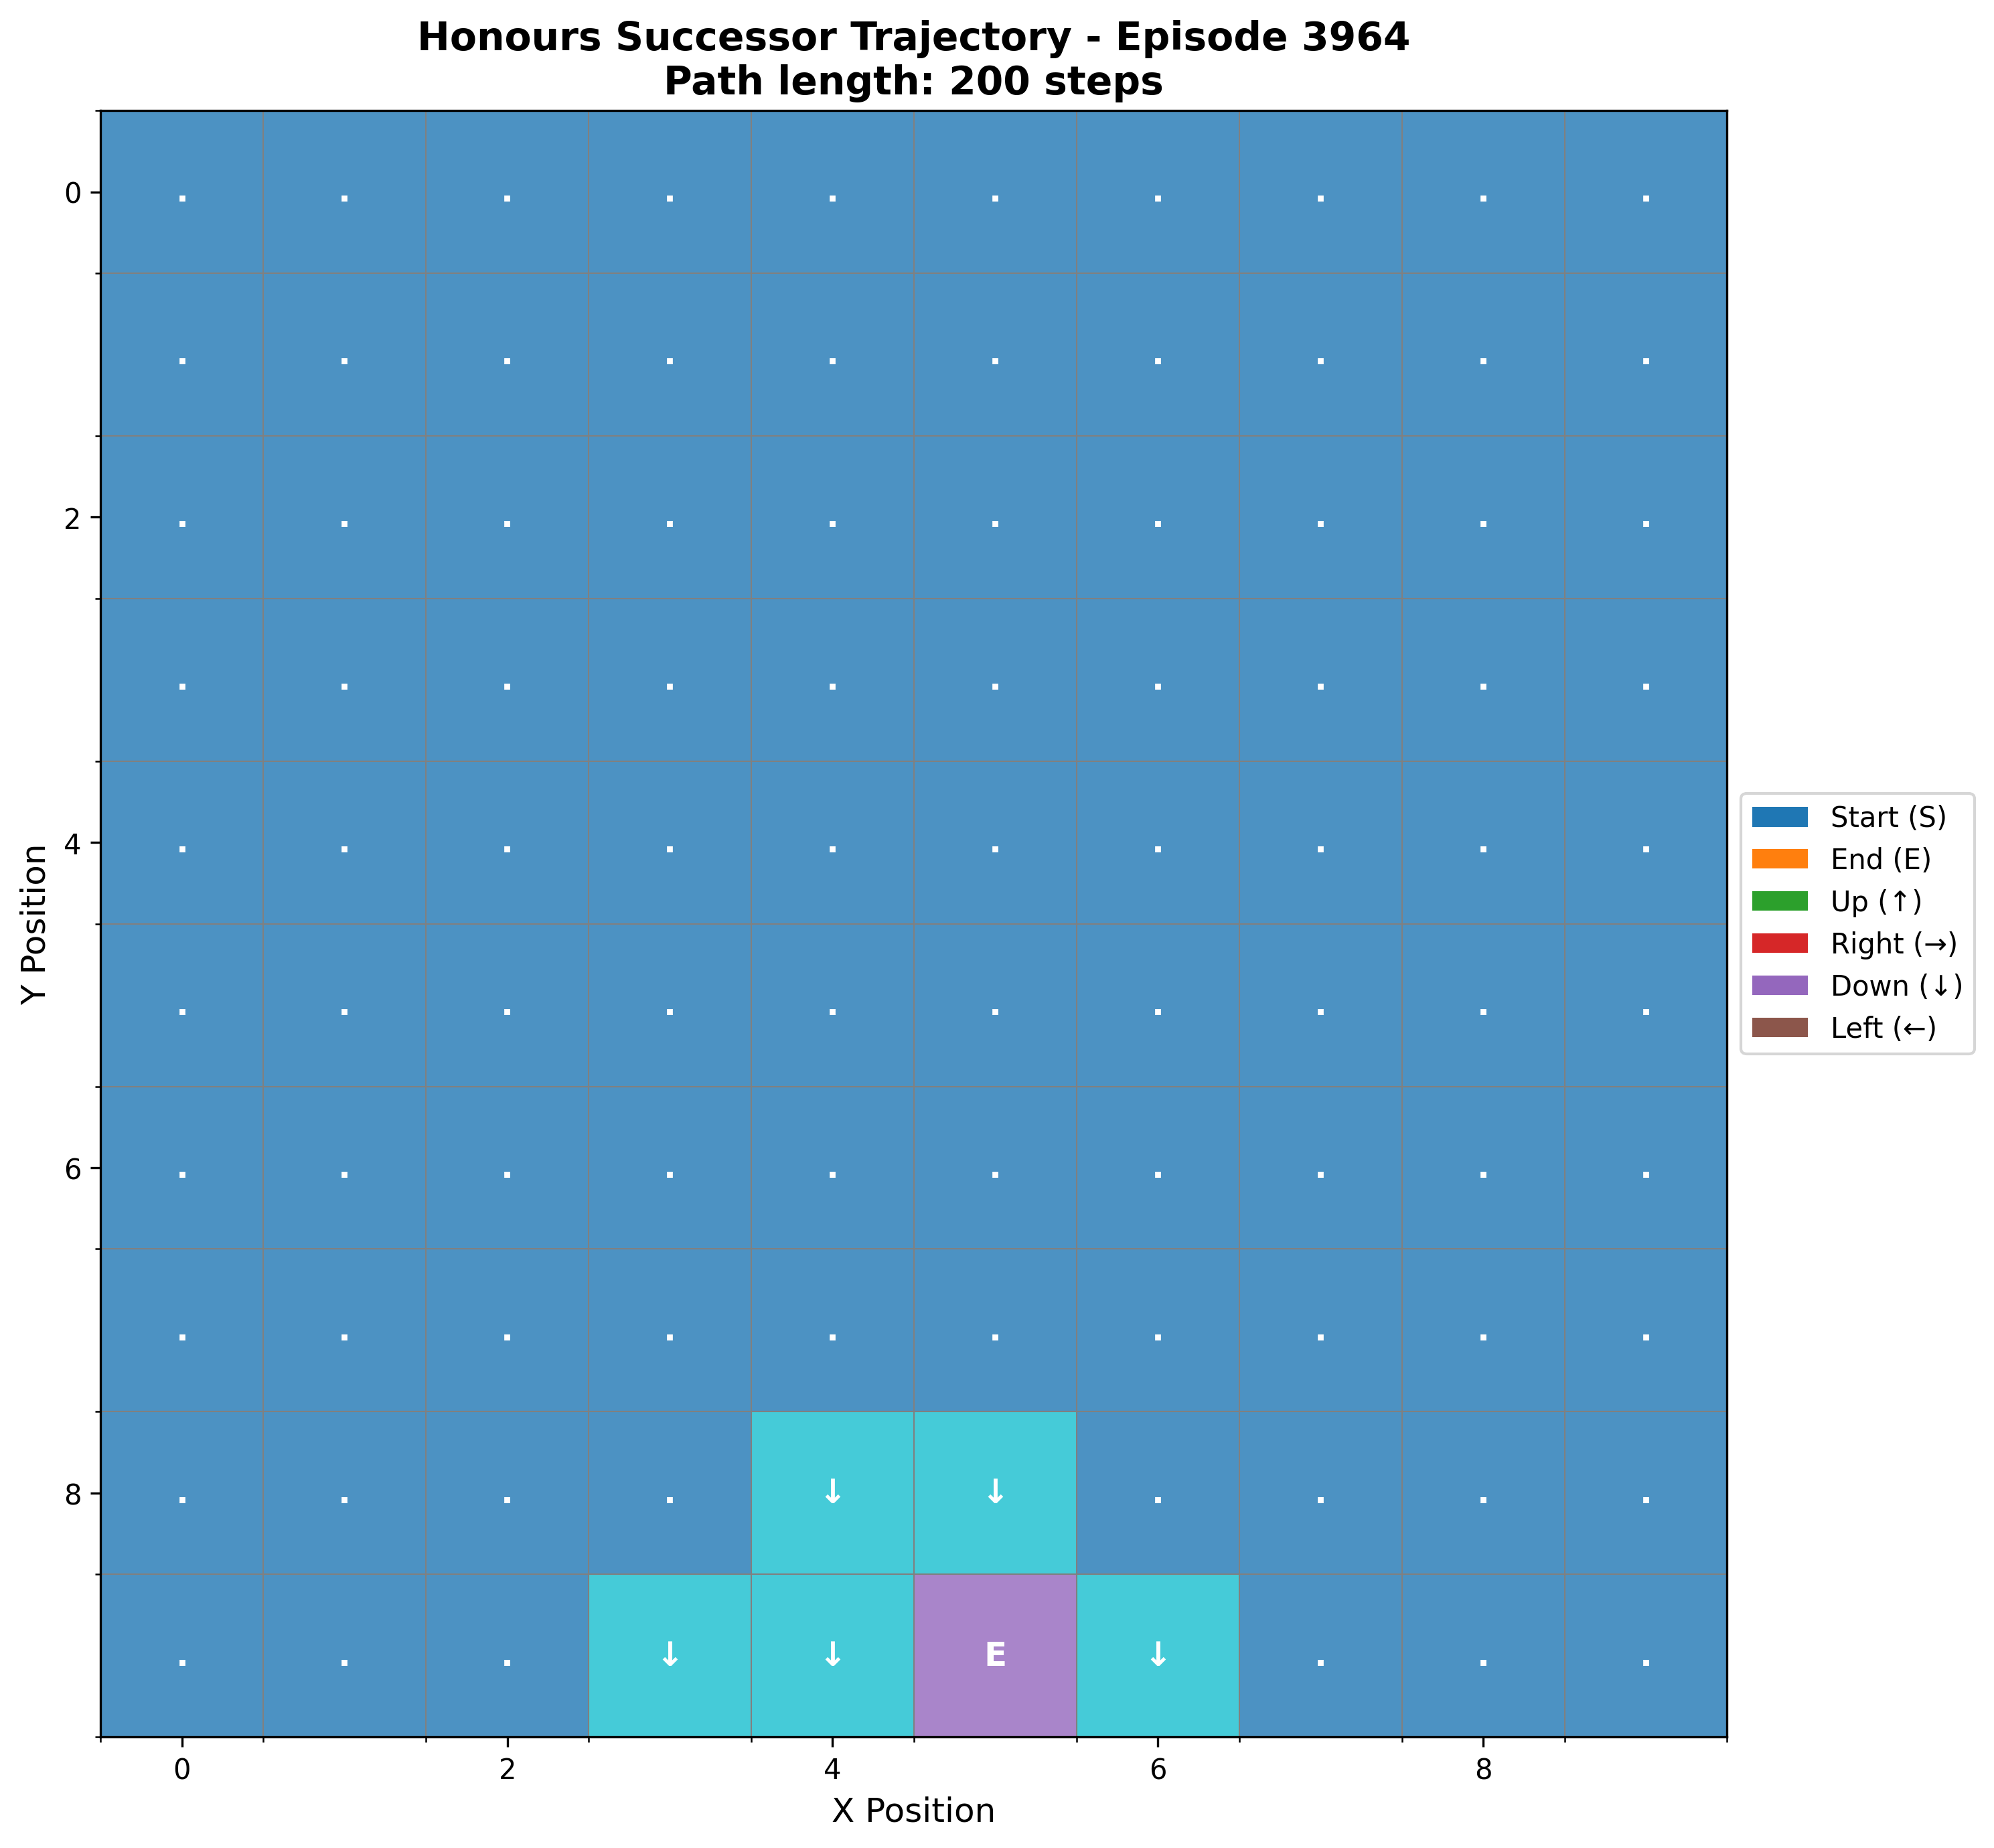 Honours Successor Trajectory - Episode 3964
Path length: 200 steps
0
2
4
6
8
Y Position
↓ ↓
↓ ↓ E ↓
0 2 4 6 8
X Position
Start (S)
End (E)
Up (↑)
Right (→)
Down (↓)
Left (←)